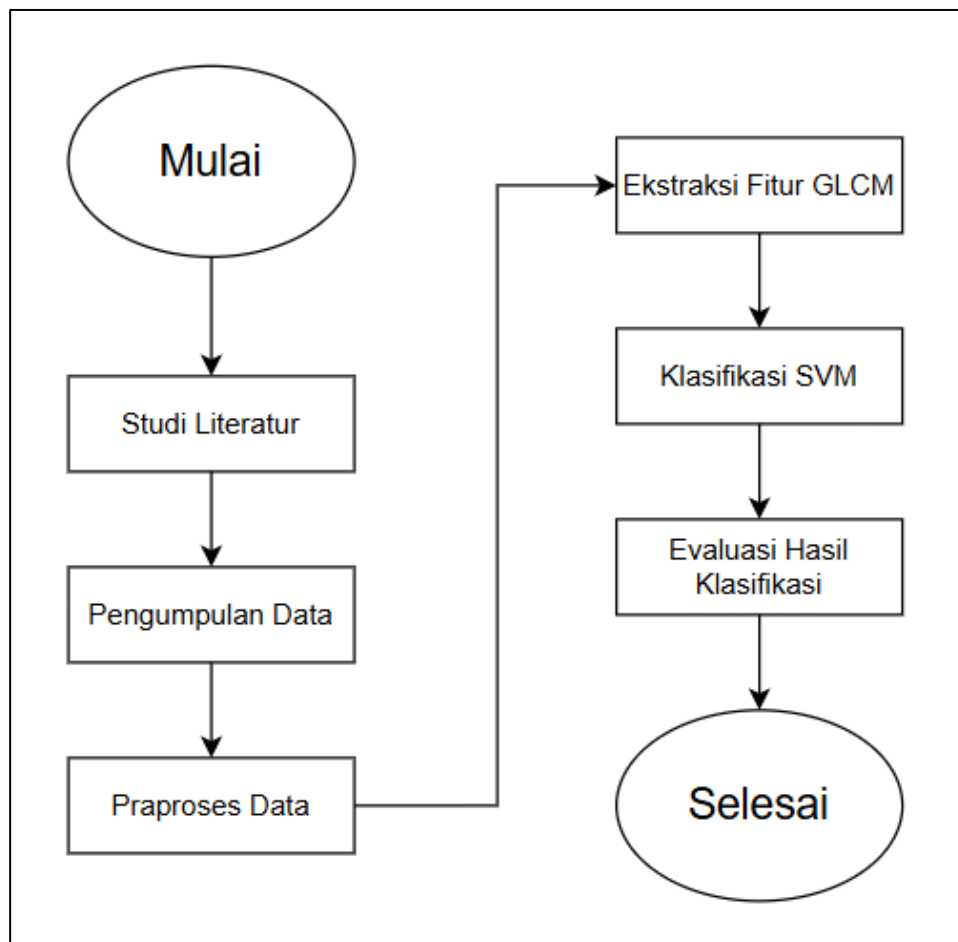 Mulai
Studi Literatur
Pengumpulan Data
Praproses Data
Ekstraksi Fitur GLCM
Klasifikasi SVM
Evaluasi Hasil
Klasifikasi
Selesai